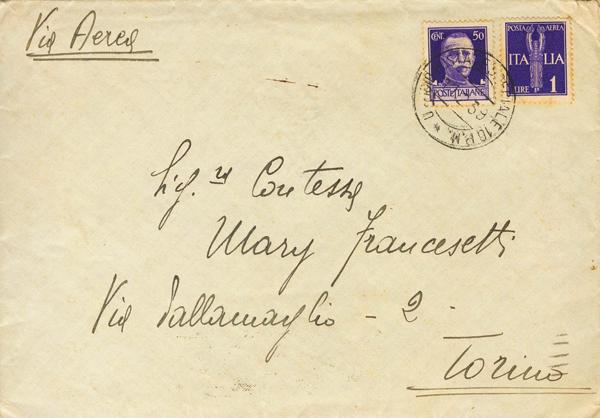 Via Aerea
CENT. 50
POSTE ITALIANE
POSTA AEREA
ITALIA
LIRE 1
Sig.ra Contessa
Mary Francesetti
Via Dallamaglio - 2 -
Torino